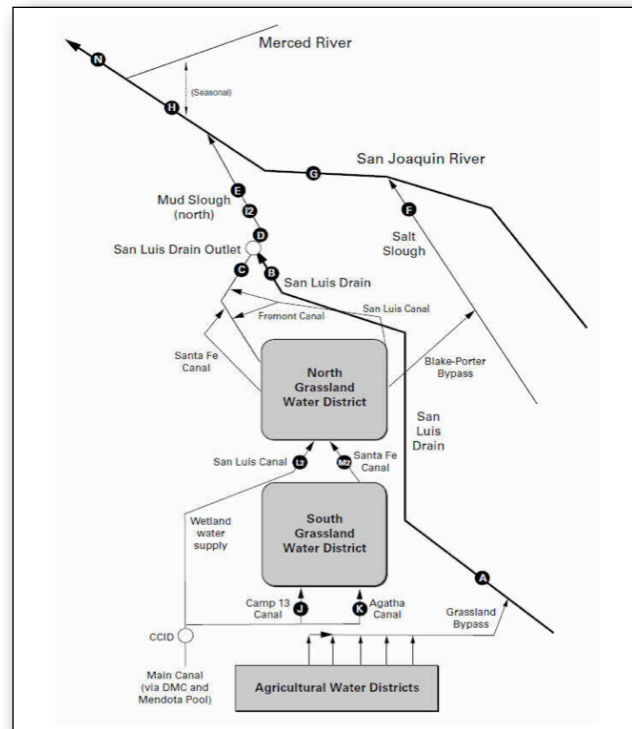 Merced River
N
(Seasonal)
H
San Joaquin River
G
E
Mud Slough
(north)
I2
F
Salt
Slough
D
San Luis Drain Outlet
C
B
San Luis Drain
San Luis Canal
Fremont Canal
Santa Fe
Canal
North
Grassland
Water District
Blake-Porter
Bypass
San
Luis
Drain
San Luis Canal
L2
M2
Santa Fe
Canal
South
Grassland
Water District
Wetland
water
supply
A
Camp 13
Canal
J
K
Agatha
Canal
Grassland
Bypass
CCID
Main Canal
(via DMC and
Mendota Pool)
Agricultural Water Districts